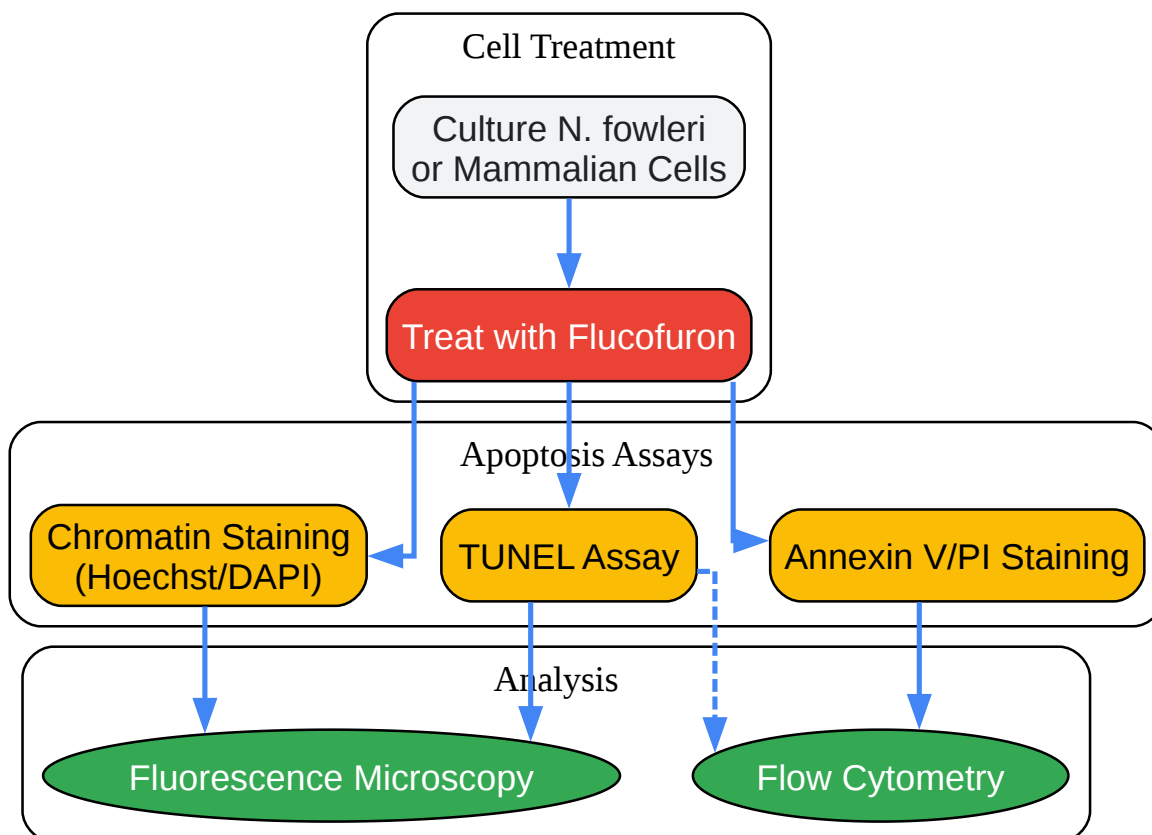 Cell Treatment
Culture N. fowleri
or Mammalian Cells
Treat with Flucofuron
Apoptosis Assays
Chromatin Staining
(Hoechst/DAPI)
TUNEL Assay
Annexin V/PI Staining
Analysis
Fluorescence Microscopy
Flow Cytometry